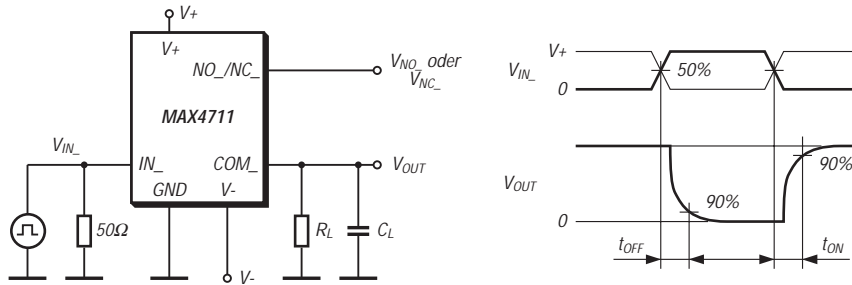 V+
V+
NO_/NC_
V_NO_ oder
V_NC_
MAX4711
V_IN_
IN_
COM_
V_OUT
GND
V-
50Ω
R_L
C_L
V-
V+
V_IN_
0
50%
V_OUT
0
90%
90%
t_OFF
t_ON